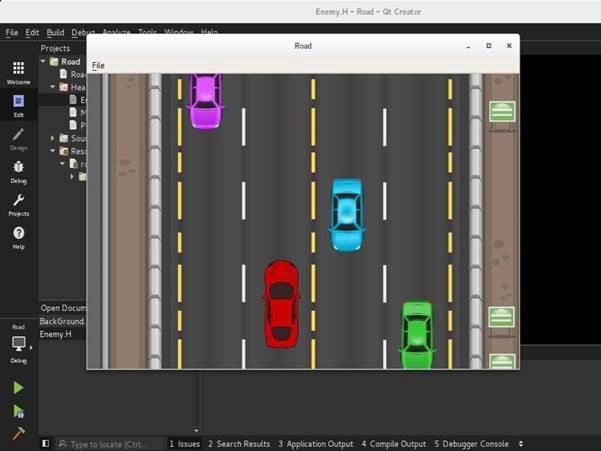 Enemy.H - Road - Qt Creator
File Edit Build Debug Analyze Tools Window Help
Projects
Road
File
Welcome
Road
Edit
Design
Debug
Projects
Help
Open Docum
BackGround.
Enemy.H
Road
Debug
Type to locate (Ctrl...
1 Issues 2 Search Results 3 Application Output 4 Compile Output 5 Debugger Console